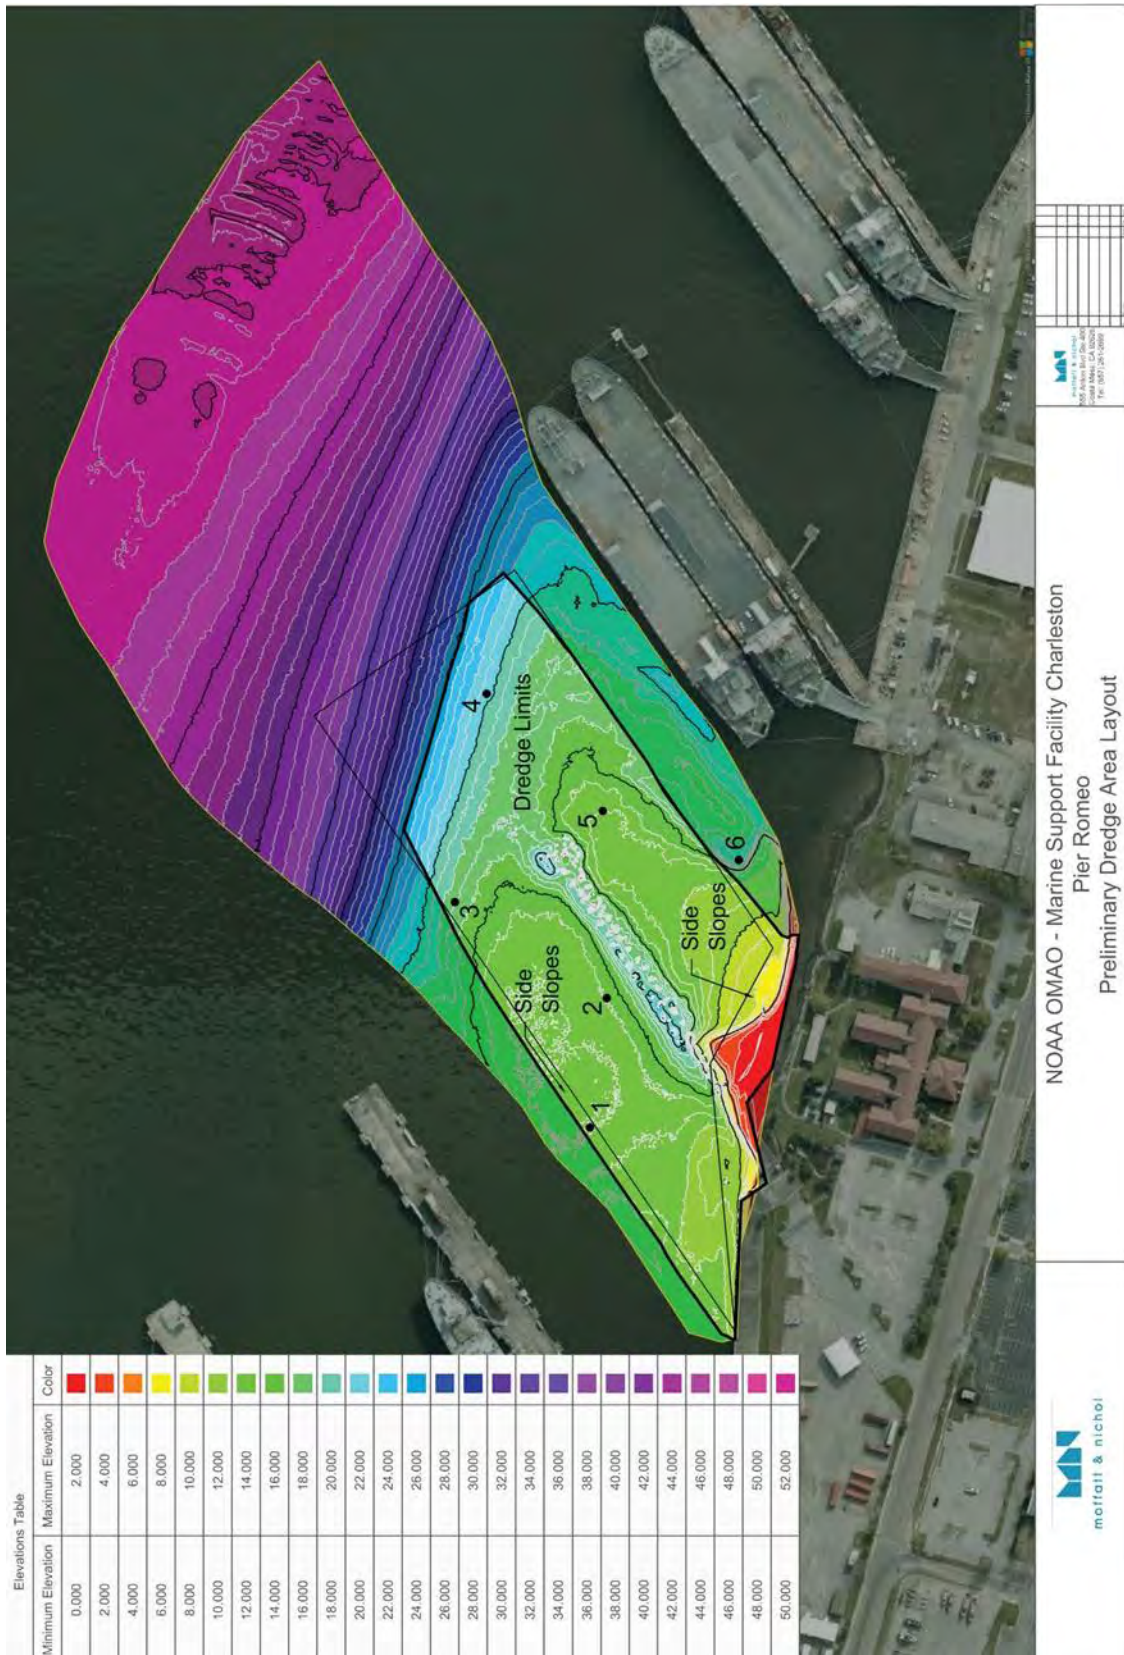 Elevations Table
Minimum Elevation Maximum Elevation Color
0.000 2.000
2.000 4.000
4.000 6.000
6.000 8.000
8.000 10.000
10.000 12.000
12.000 14.000
14.000 16.000
16.000 18.000
18.000 20.000
20.000 22.000
22.000 24.000
24.000 26.000
26.000 28.000
28.000 30.000
30.000 32.000
32.000 34.000
34.000 36.000
36.000 38.000
38.000 40.000
40.000 42.000
42.000 44.000
44.000 46.000
46.000 48.000
48.000 50.000
50.000 52.000
1
2
3
4
5
6
Side
Slopes
Dredge Limits
Side
Slopes
moffatt & nichol
NOAA OMAO - Marine Support Facility Charleston
Pier Romeo
Preliminary Dredge Area Layout
moffatt & nichol